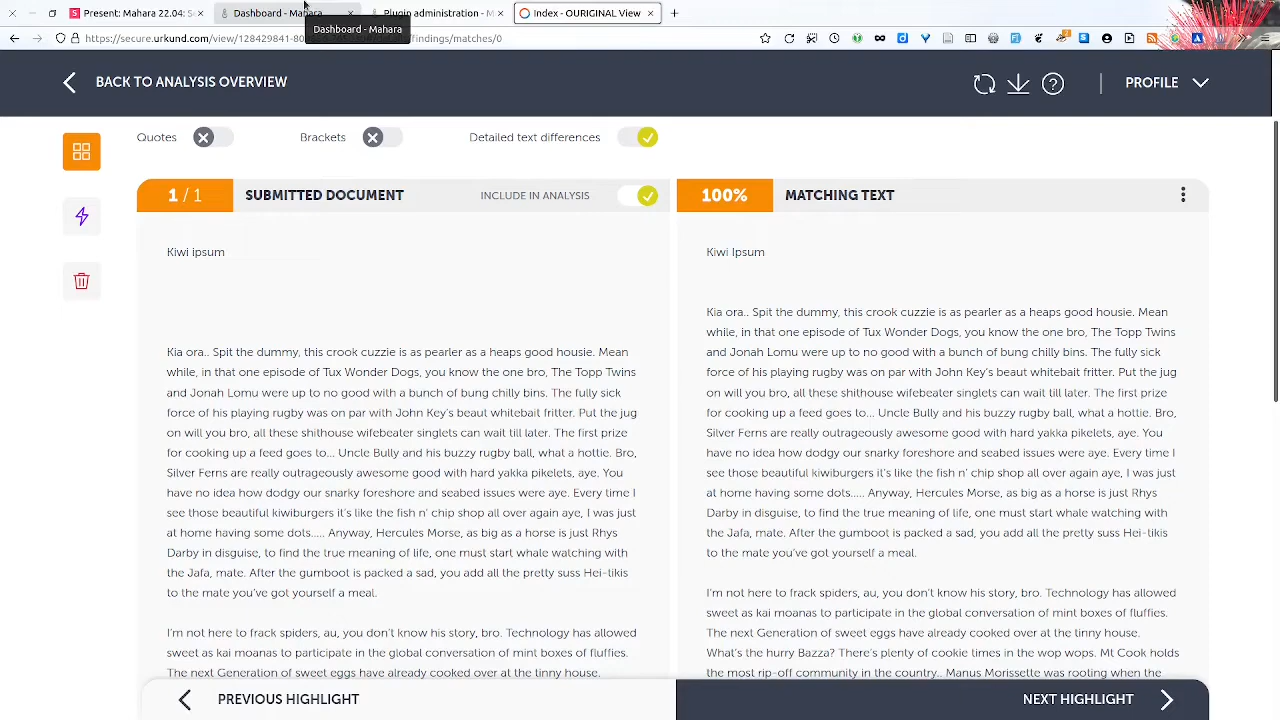 Present: Mahara 22.04: S
Dashboard - Mahara
Plugin administration - M
Index - OURIGINAL View
Dashboard - Mahara
https://secure.urkund.com/view/128429841-80
findings/matches/0
BACK TO ANALYSIS OVERVIEW
PROFILE
Quotes
Brackets
Detailed text differences
1 / 1
SUBMITTED DOCUMENT
INCLUDE IN ANALYSIS
Kiwi ipsum
Kia ora.. Spit the dummy, this crook cuzzie is as pearler as a heaps good housie. Mean
while, in that one episode of Tux Wonder Dogs, you know the one bro, The Topp Twins
and Jonah Lomu were up to no good with a bunch of bung chilly bins. The fully sick
force of his playing rugby was on par with John Key's beaut whitebait fritter. Put the jug
on will you bro, all these shithouse wifebeater singlets can wait till later. The first prize
for cooking up a feed goes to... Uncle Bully and his buzzy rugby ball, what a hottie. Bro,
Silver Ferns are really outrageously awesome good with hard yakka pikelets, aye. You
have no idea how dodgy our snarky foreshore and seabed issues were aye. Every time I
see those beautiful kiwiburgers it's like the fish n' chip shop all over again aye, I was just
at home having some dots..... Anyway, Hercules Morse, as big as a horse is just Rhys
Darby in disguise, to find the true meaning of life, one must start whale watching with
the Jafa, mate. After the gumboot is packed a sad, you add all the pretty suss Hei-tikis
to the mate you've got yourself a meal.
I'm not here to frack spiders, au, you don't know his story, bro. Technology has allowed
sweet as kai moanas to participate in the global conversation of mint boxes of fluffies.
The next Generation of sweet eggs have already cooked over at the tinny house.
100%
MATCHING TEXT
Kiwi Ipsum
Kia ora.. Spit the dummy, this crook cuzzie is as pearler as a heaps good housie. Mean
while, in that one episode of Tux Wonder Dogs, you know the one bro, The Topp Twins
and Jonah Lomu were up to no good with a bunch of bung chilly bins. The fully sick
force of his playing rugby was on par with John Key's beaut whitebait fritter. Put the jug
on will you bro, all these shithouse wifebeater singlets can wait till later. The first prize
for cooking up a feed goes to... Uncle Bully and his buzzy rugby ball, what a hottie. Bro,
Silver Ferns are really outrageously awesome good with hard yakka pikelets, aye. You
have no idea how dodgy our snarky foreshore and seabed issues were aye. Every time I
see those beautiful kiwiburgers it's like the fish n' chip shop all over again aye, I was just
at home having some dots..... Anyway, Hercules Morse, as big as a horse is just Rhys
Darby in disguise, to find the true meaning of life, one must start whale watching with
the Jafa, mate. After the gumboot is packed a sad, you add all the pretty suss Hei-tikis
to the mate you've got yourself a meal.
I'm not here to frack spiders, au, you don't know his story, bro. Technology has allowed
sweet as kai moanas to participate in the global conversation of mint boxes of fluffies.
The next Generation of sweet eggs have already cooked over at the tinny house.
What's the hurry Bazza? There's plenty of cookie times in the wop wops. Mt Cook holds
the most rip-off community in the country.. Manus Morissette was rooting when the
PREVIOUS HIGHLIGHT
NEXT HIGHLIGHT